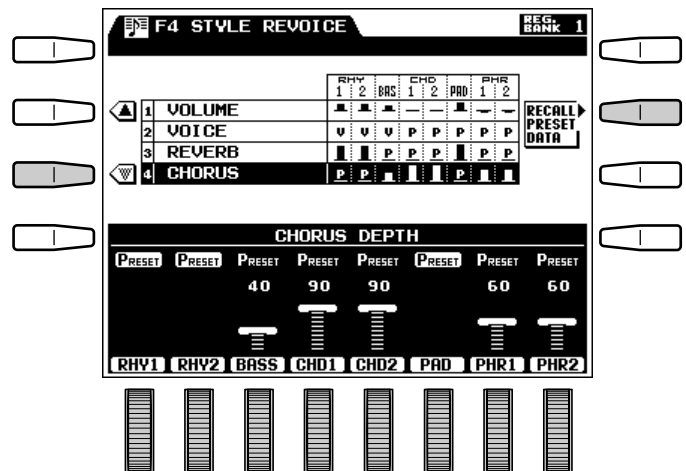 F4 STYLE REVOICE
REG. BANK 1
RHY CHD PHR
1 2 BAS 1 2 PAD 1 2
1 VOLUME
2 VOICE V V V P P P P P
3 REVERB P P P P P
4 CHORUS P P P
RECALL
PRESET
DATA
CHORUS DEPTH
PRESET PRESET PRESET PRESET PRESET PRESET PRESET PRESET
40 90 90 60 60
RHY1 RHY2 BASS CHD1 CHD2 PAD PHR1 PHR2